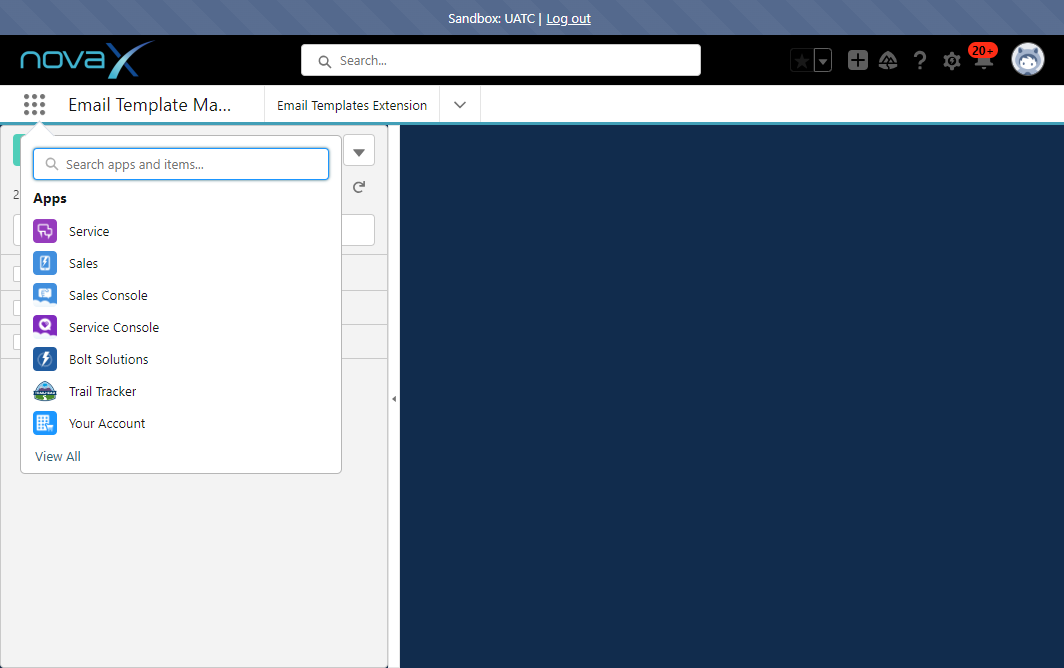 Sandbox: UATC | Log out
novaX
Search...
20+
Email Template Ma...
Email Templates Extension
Search apps and items...
2
Apps
Service
Sales
Sales Console
Service Console
Bolt Solutions
Trail Tracker
Your Account
View All